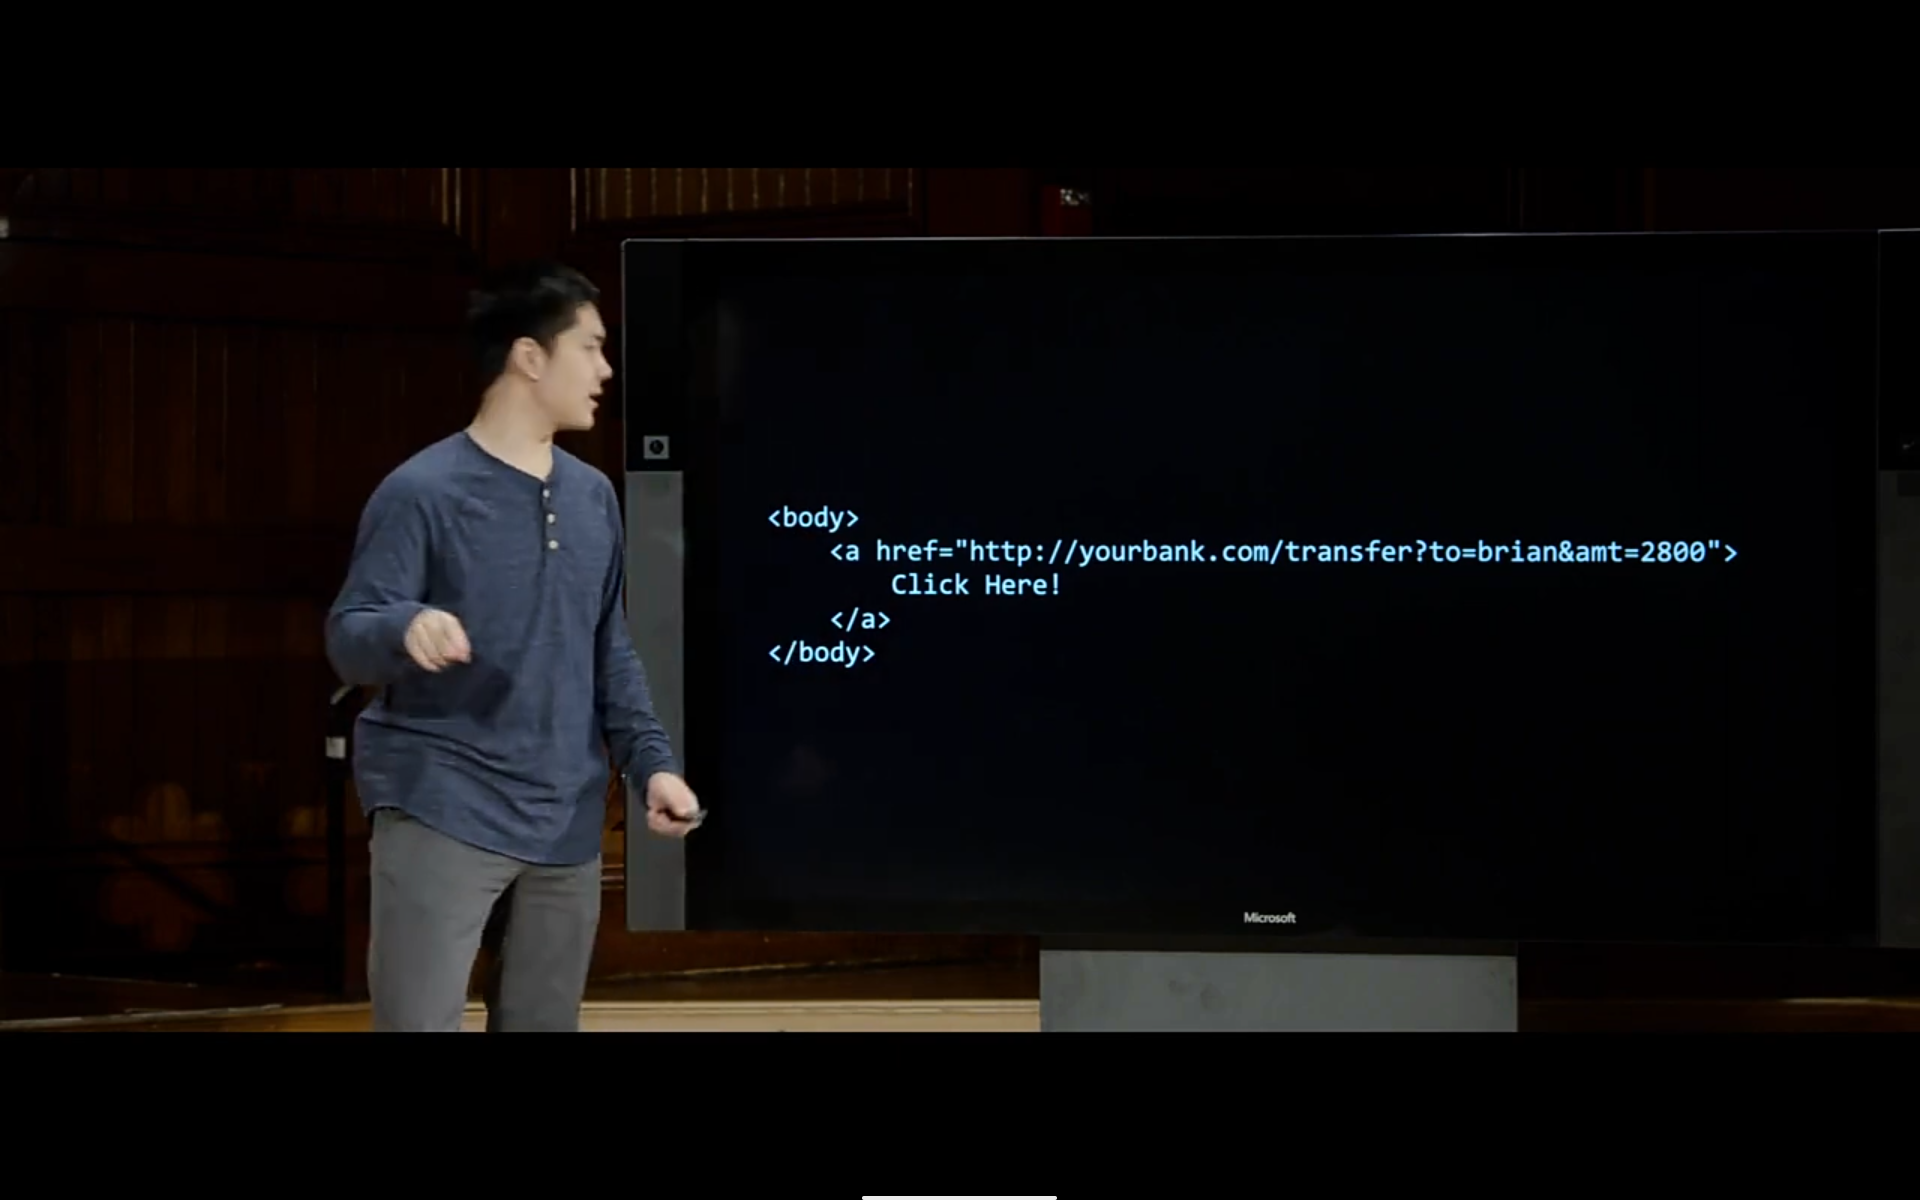 <body>
<a href="http://yourbank.com/transfer?to=brian&amt=2800">
Click Here!
</a>
</body>
Microsoft